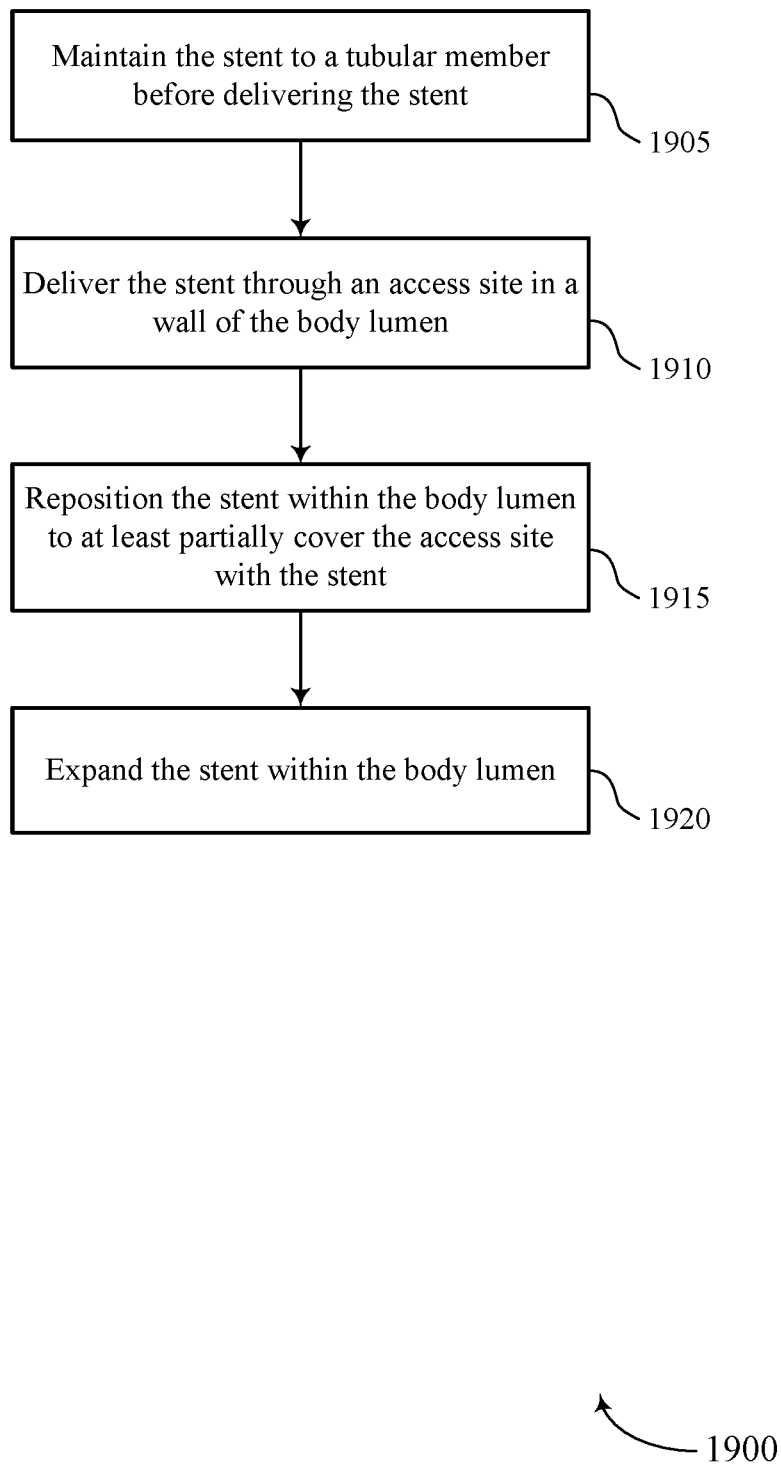 Maintain the stent to a tubular member
before delivering the stent
1905
Deliver the stent through an access site in a
wall of the body lumen
1910
Reposition the stent within the body lumen
to at least partially cover the access site
with the stent
1915
Expand the stent within the body lumen
1920
1900